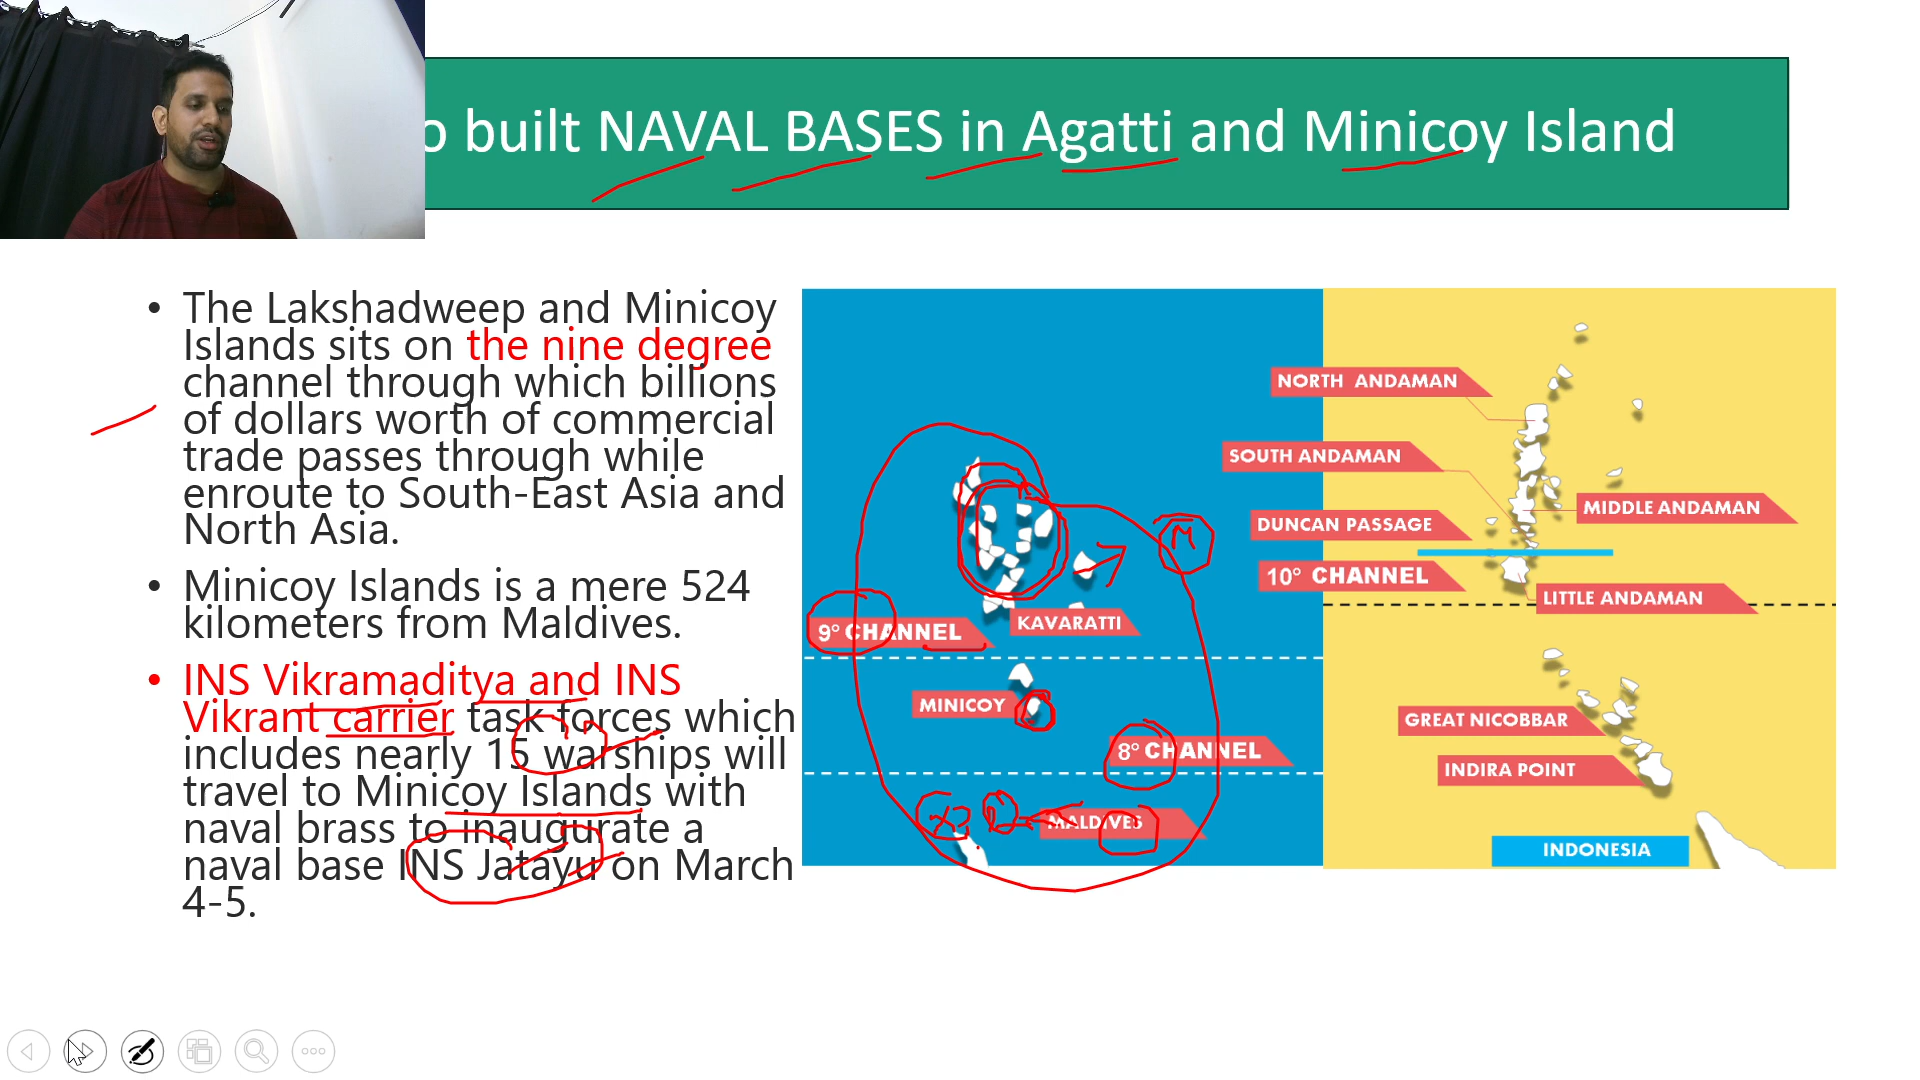 o built NAVAL BASES in Agatti and Minicoy Island
• The Lakshadweep and Minicoy
Islands sits on the nine degree
channel through which billions
of dollars worth of commercial
trade passes through while
enroute to South-East Asia and
North Asia.
• Minicoy Islands is a mere 524
kilometers from Maldives.
• INS Vikramaditya and INS
Vikrant carrier task forces which
includes nearly 15 warships will
travel to Minicoy Islands with
naval brass to inaugurate a
naval base INS Jatayu on March
4-5.
M
9° CHANNEL
KAVARATTI
MINICOY
8° CHANNEL
MALDIVES
NORTH ANDAMAN
SOUTH ANDAMAN
MIDDLE ANDAMAN
DUNCAN PASSAGE
10° CHANNEL
LITTLE ANDAMAN
GREAT NICOBBAR
INDIRA POINT
INDONESIA